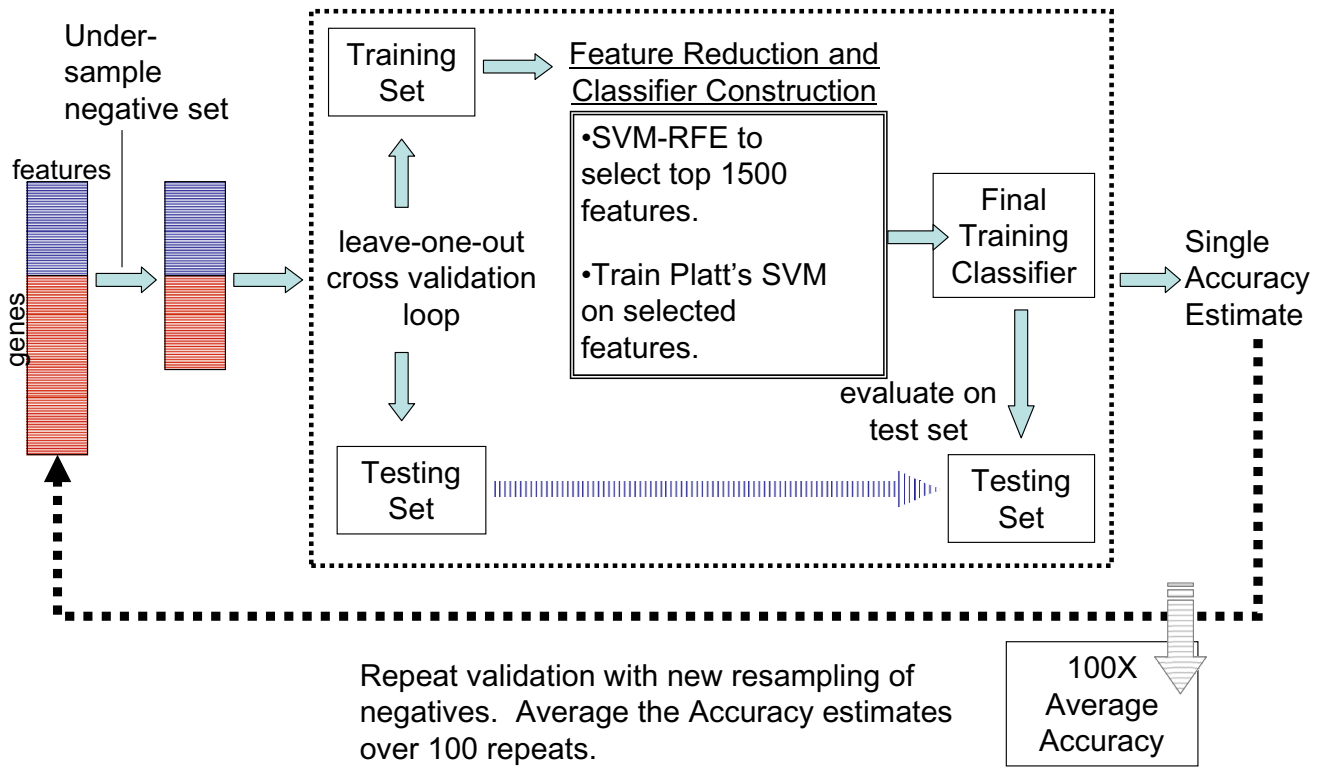 Under-
sample
negative set
features
genes
Training
Set
Feature Reduction and
Classifier Construction
•SVM-RFE to
select top 1500
features.
•Train Platt's SVM
on selected
features.
leave-one-out
cross validation
loop
Final
Training
Classifier
Single
Accuracy
Estimate
evaluate on
test set
Testing
Set
Testing
Set
Repeat validation with new resampling of
negatives.  Average the Accuracy estimates
over 100 repeats.
100X
Average
Accuracy